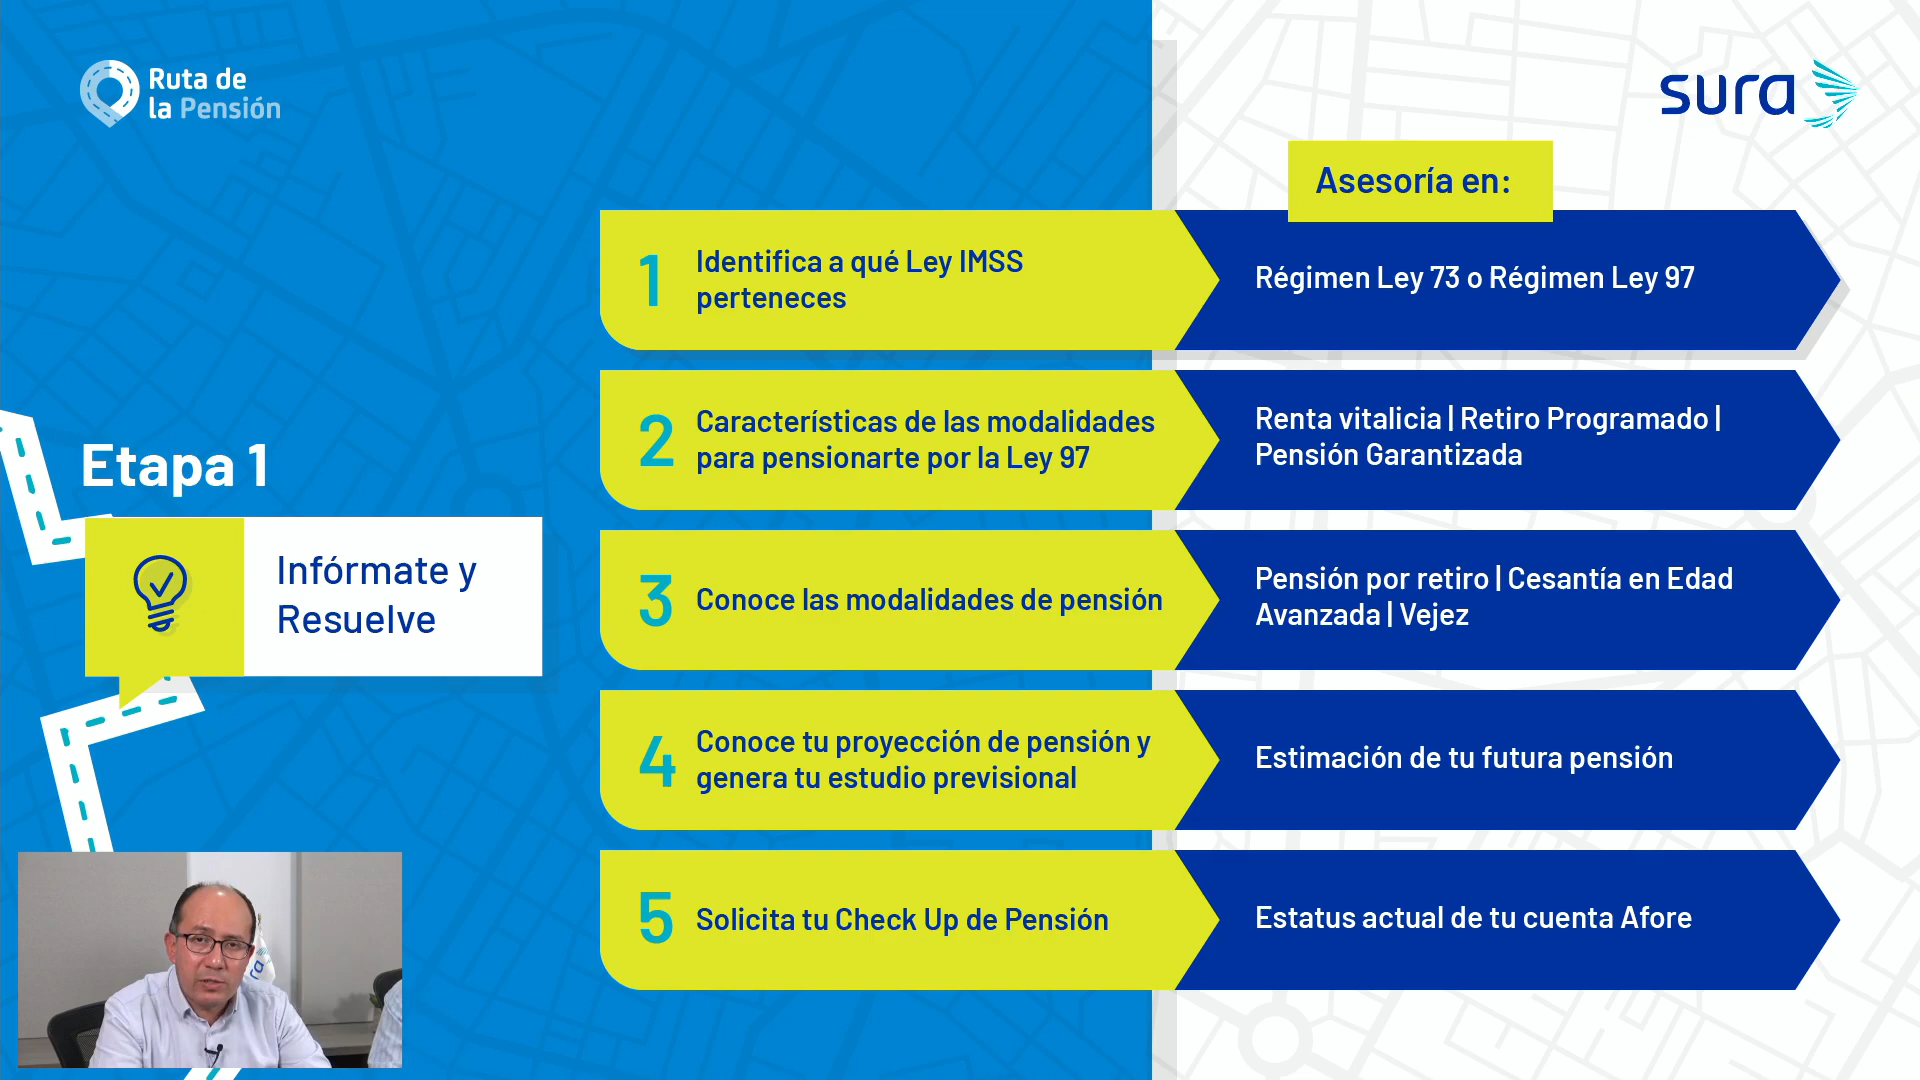 Ruta de
la Pensión
sura
Asesoría en:
1
Identifica a qué Ley IMSS
perteneces
Régimen Ley 73 o Régimen Ley 97
2
Características de las modalidades
para pensionarte por la Ley 97
Renta vitalicia | Retiro Programado |
Pensión Garantizada
Etapa 1
Infórmate y
Resuelve
3
Conoce las modalidades de pensión
Pensión por retiro | Cesantía en Edad
Avanzada | Vejez
4
Conoce tu proyección de pensión y
genera tu estudio previsional
Estimación de tu futura pensión
5
Solicita tu Check Up de Pensión
Estatus actual de tu cuenta Afore